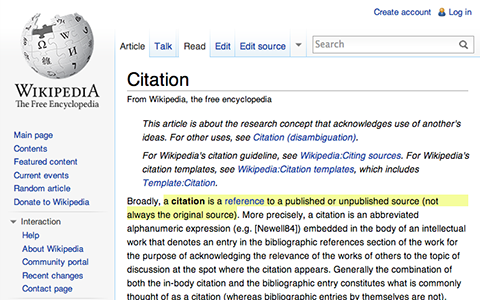 Create account Log in
Article Talk Read Edit Edit source Search
WIKIPEDIA
The Free Encyclopedia
Main page
Contents
Featured content
Current events
Random article
Donate to Wikipedia
Interaction
Help
About Wikipedia
Community portal
Recent changes
Contact page
Citation
From Wikipedia, the free encyclopedia
This article is about the research concept that acknowledges use of another's
ideas. For other uses, see Citation (disambiguation).
For Wikipedia's citation guideline, see Wikipedia:Citing sources. For Wikipedia's
citation templates, see Wikipedia:Citation templates, which includes
Template:Citation.
Broadly, a citation is a reference to a published or unpublished source (not
always the original source). More precisely, a citation is an abbreviated
alphanumeric expression (e.g. [Newell84]) embedded in the body of an intellectual
work that denotes an entry in the bibliographic references section of the work for
the purpose of acknowledging the relevance of the works of others to the topic of
discussion at the spot where the citation appears. Generally the combination of
both the in-body citation and the bibliographic entry constitutes what is commonly
thought of as a citation (whereas bibliographic entries by themselves are not).